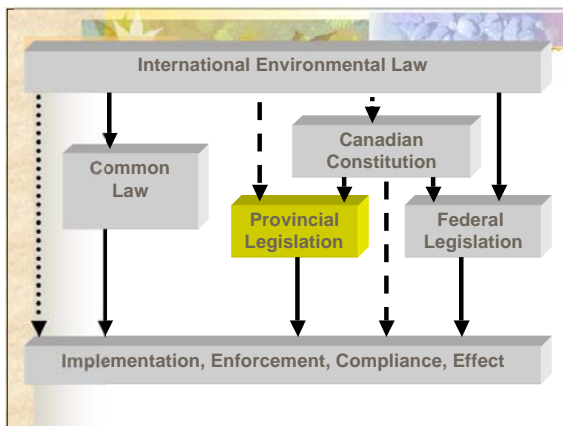 International Environmental Law
Canadian
Constitution
Common
Law
Provincial
Legislation
Federal
Legislation
Implementation, Enforcement, Compliance, Effect